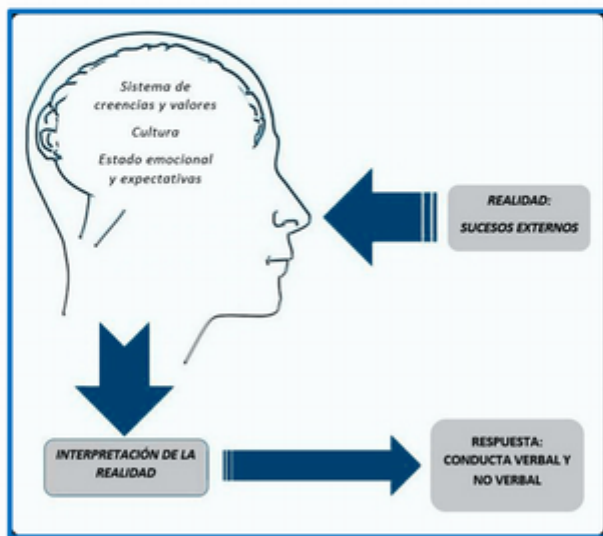 Sistema de
creencias y valores
Cultura
Estado emocional
y expectativas
REALIDAD:
SUCESOS EXTERNOS
INTERPRETACIÓN DE LA
REALIDAD
RESPUESTA:
CONDUCTA VERBAL Y
NO VERBAL